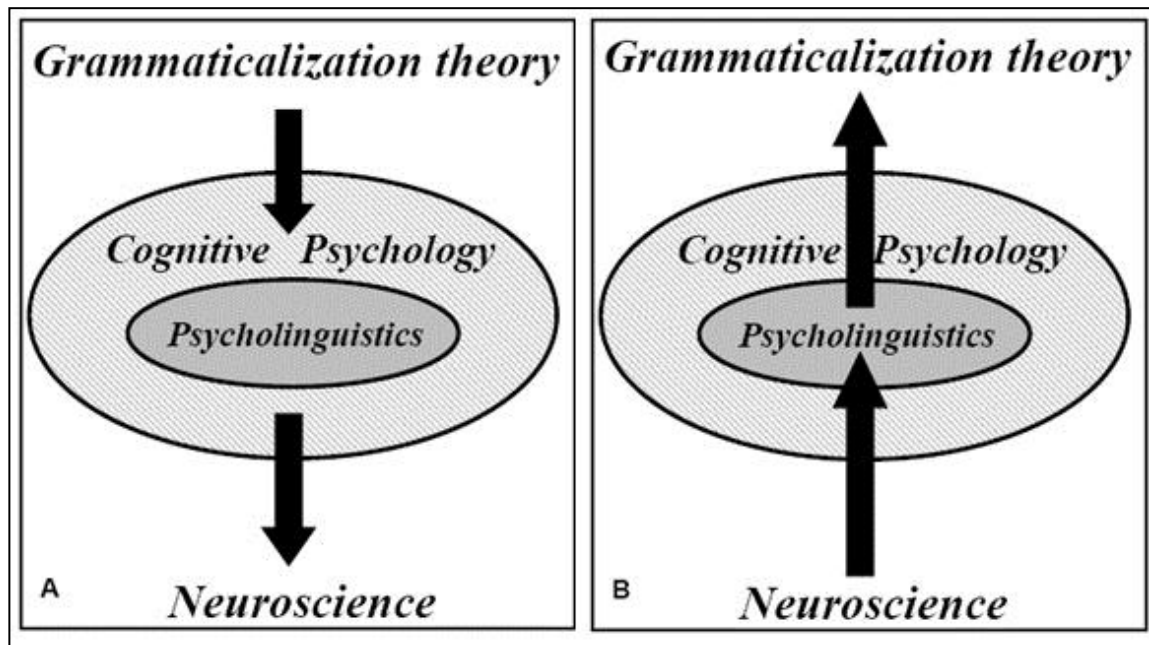 Grammaticalization theory
Cognitive Psychology
Psycholinguistics
A
Neuroscience
Grammaticalization theory
Cognitive Psychology
Psycholinguistics
B
Neuroscience